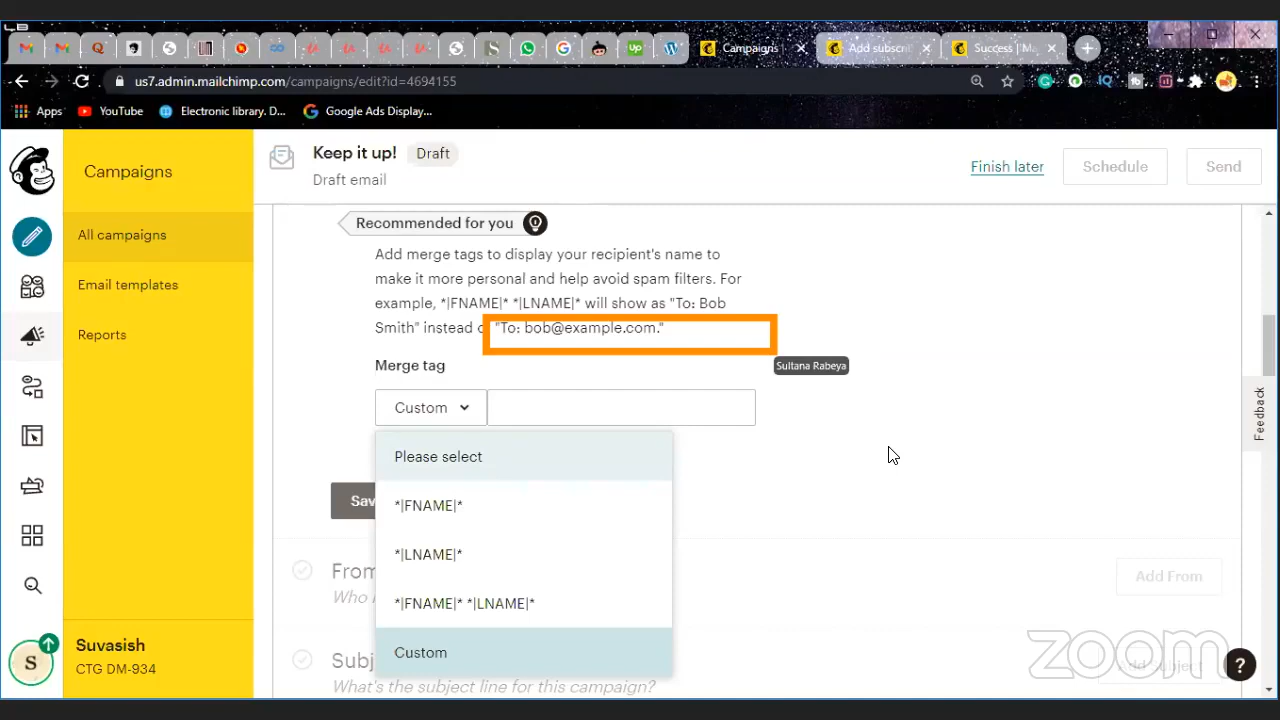 Campaigns
Add subscri
Success | Ma
us7.admin.mailchimp.com/campaigns/edit?id=4694155
Apps
YouTube
Electronic library. D...
Google Ads Display...
Campaigns
All campaigns
Email templates
Reports
Suvasish
CTG DM-934
S
Keep it up!
Draft
Draft email
Finish later
Schedule
Send
Recommended for you
Add merge tags to display your recipient's name to
make it more personal and help avoid spam filters. For
example, *|FNAME|* *|LNAME|* will show as "To: Bob
Smith" instead o "To: bob@example.com."
Sultana Rabeya
Merge tag
Custom
Please select
*|FNAME|*
*|LNAME|*
*|FNAME|* *|LNAME|*
Custom
Sav
From
Who i
Add From
Subj
What's the subject line for this campaign?
Feedback
zoom
?